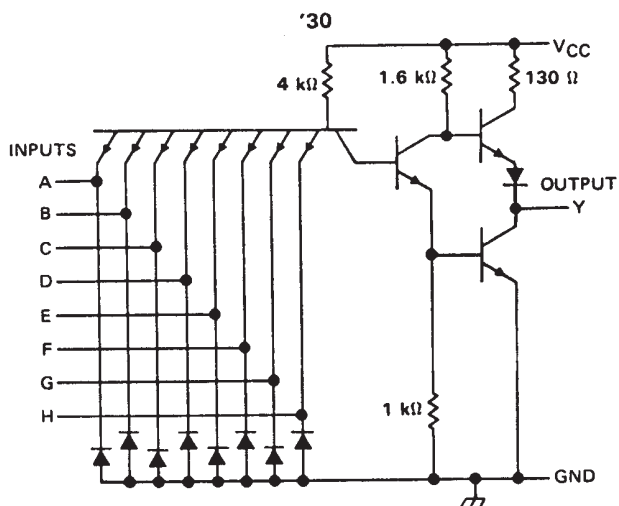 '30
VCC
4 kΩ
1.6 kΩ
130 Ω
INPUTS
OUTPUT
A
Y
B
C
D
E
F
G
H
1 kΩ
GND